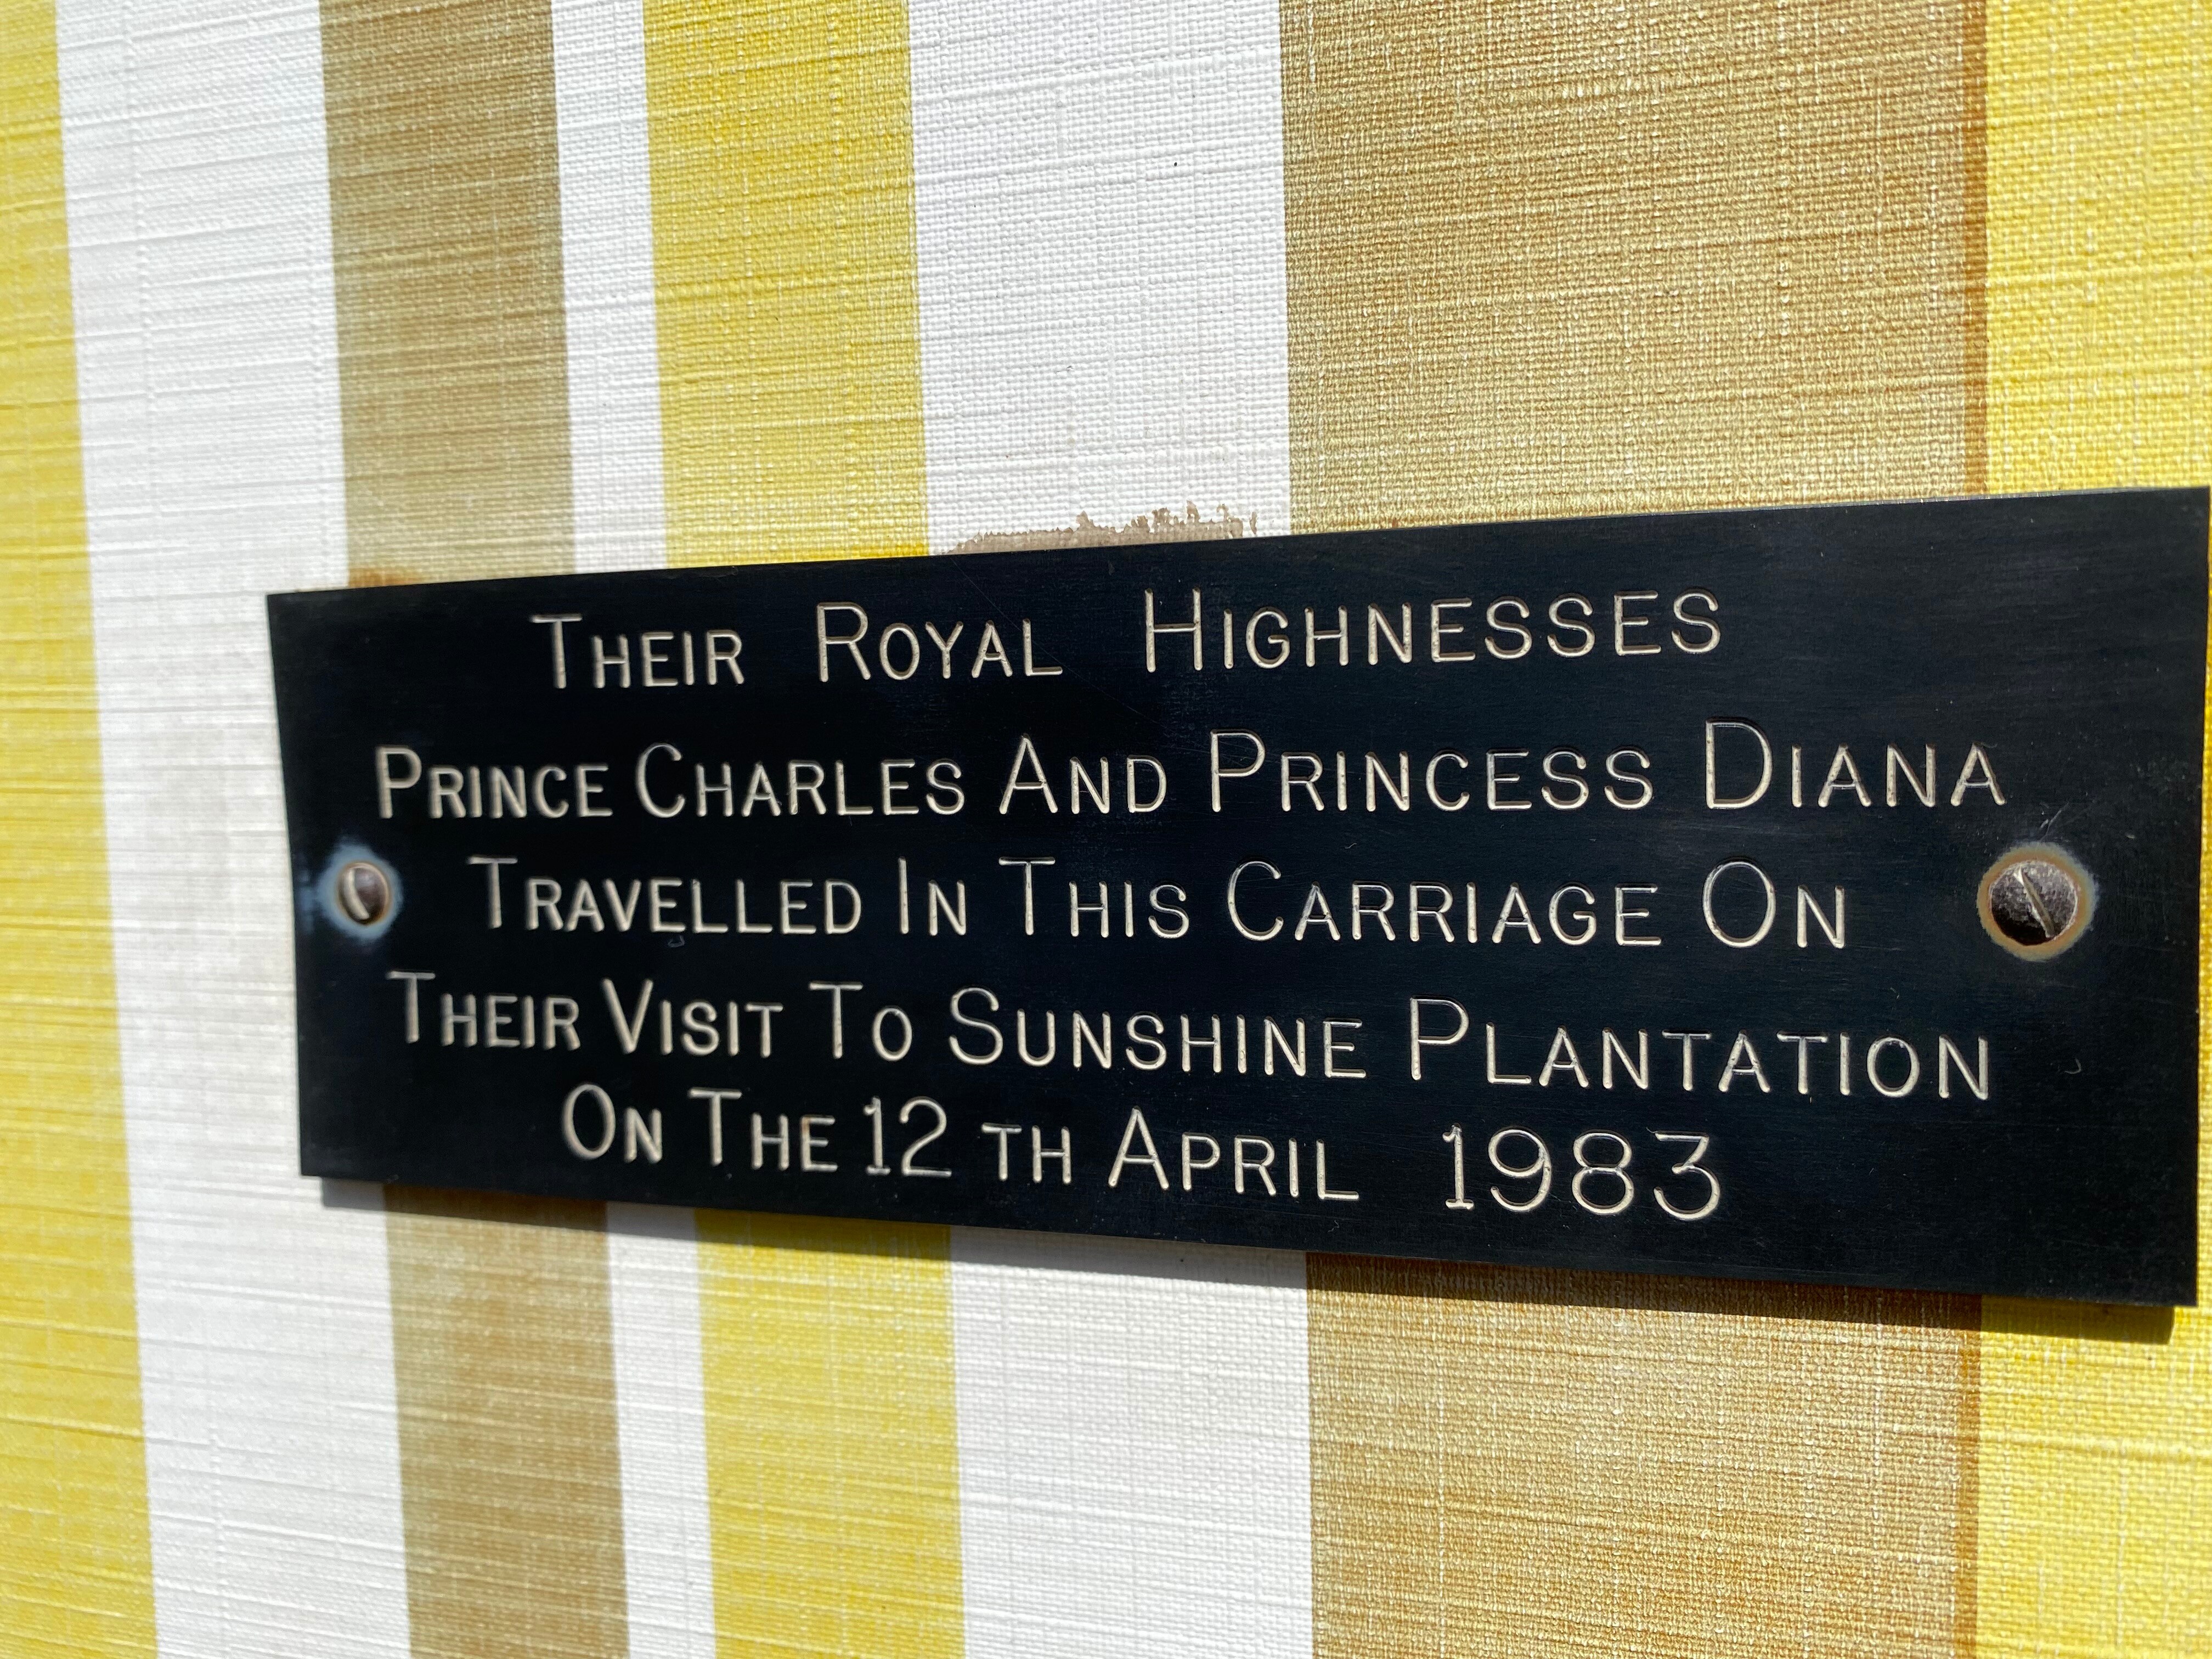 Their Royal Highnesses
Prince Charles And Princess Diana
Travelled In This Carriage On
Their Visit To Sunshine Plantation
On The 12 th April 1983